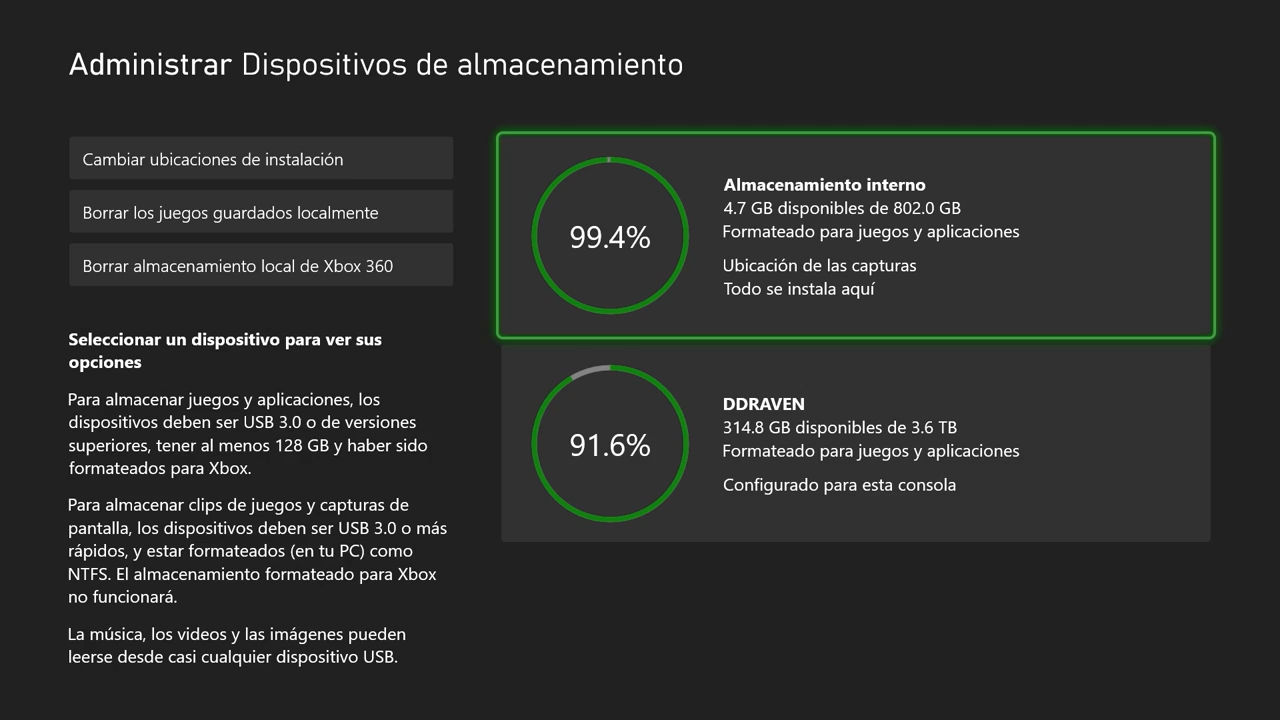 Administrar Dispositivos de almacenamiento
Cambiar ubicaciones de instalación
Borrar los juegos guardados localmente
Borrar almacenamiento local de Xbox 360
Seleccionar un dispositivo para ver sus
opciones
Para almacenar juegos y aplicaciones, los
dispositivos deben ser USB 3.0 o de versiones
superiores, tener al menos 128 GB y haber sido
formateados para Xbox.
Para almacenar clips de juegos y capturas de
pantalla, los dispositivos deben ser USB 3.0 o más
rápidos, y estar formateados (en tu PC) como
NTFS. El almacenamiento formateado para Xbox
no funcionará.
La música, los videos y las imágenes pueden
leerse desde casi cualquier dispositivo USB.
99.4%
Almacenamiento interno
4.7 GB disponibles de 802.0 GB
Formateado para juegos y aplicaciones
Ubicación de las capturas
Todo se instala aquí
91.6%
DDRAVEN
314.8 GB disponibles de 3.6 TB
Formateado para juegos y aplicaciones
Configurado para esta consola